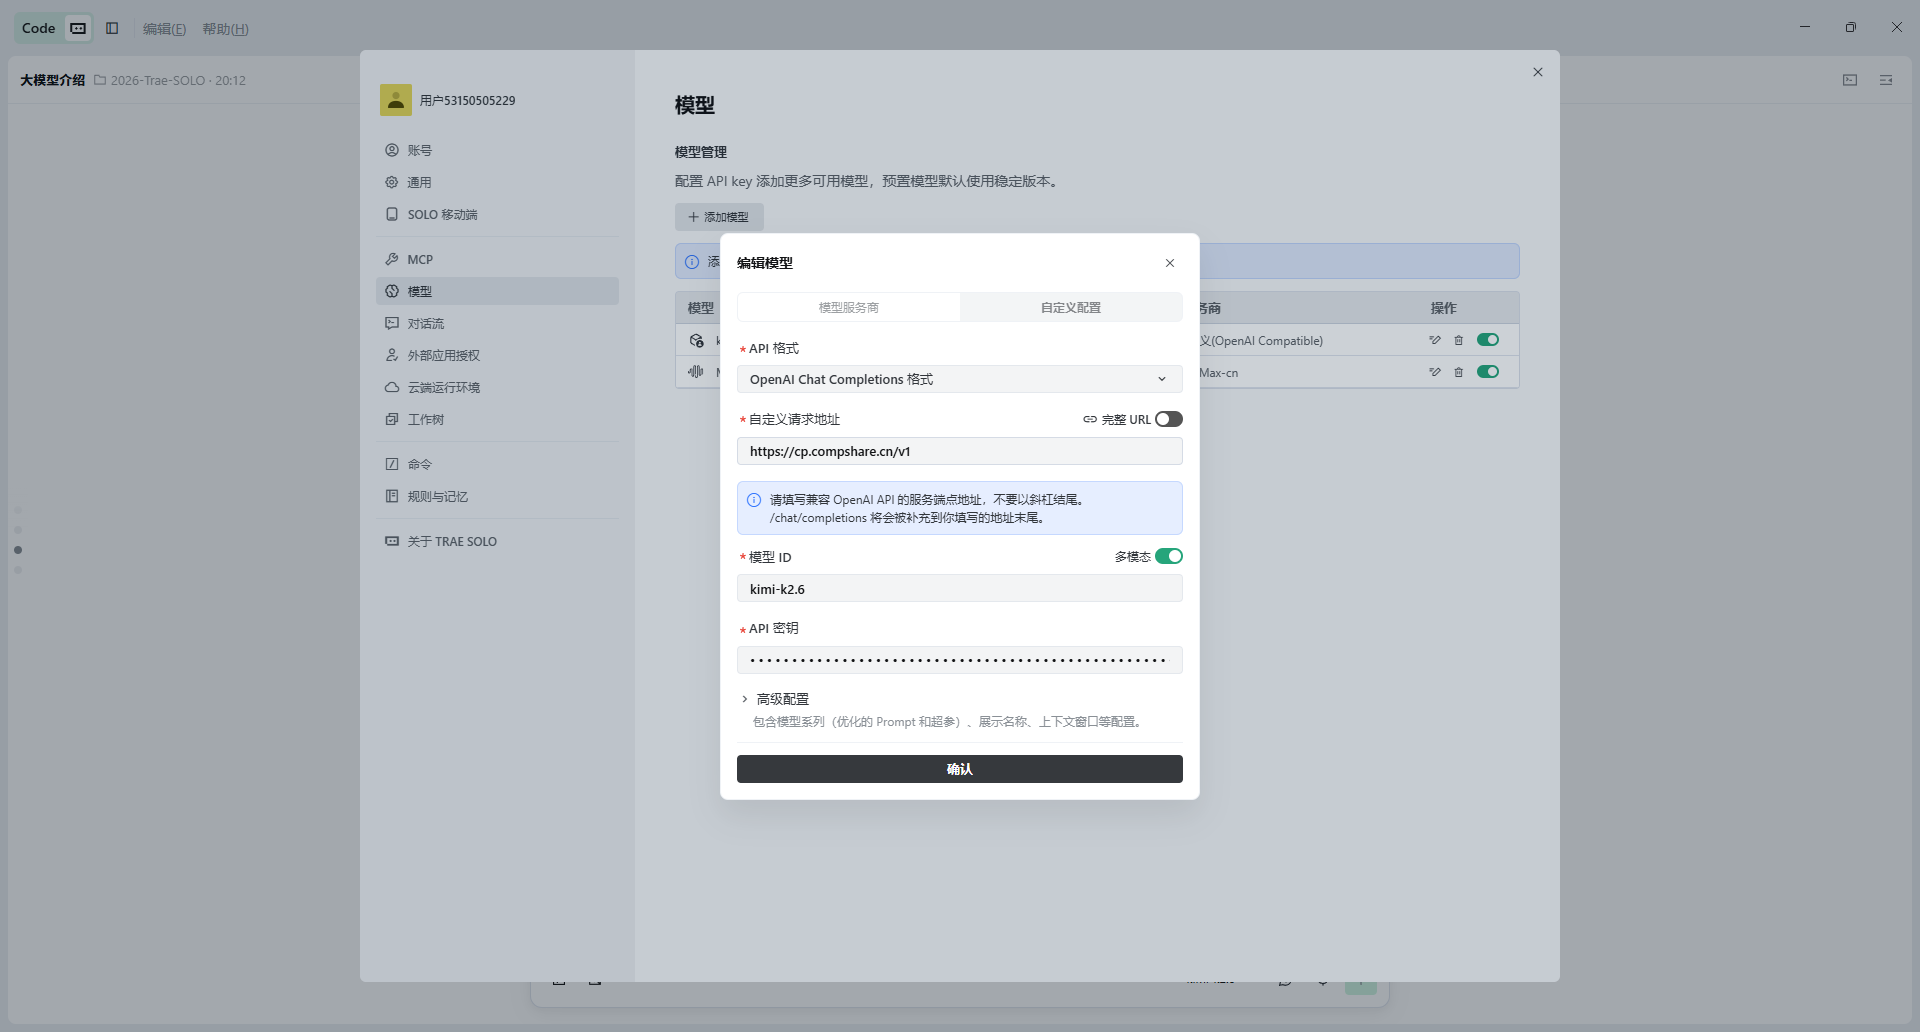 Code
编辑(E)
帮助(H)
大模型介绍
2026-Trae-SOLO · 20:12
用户53150505229
账号
通用
SOLO 移动端
MCP
模型
对话流
外部应用授权
云端运行环境
工作树
命令
规则与记忆
关于 TRAE SOLO
模型
模型管理
配置 API key 添加更多可用模型，预置模型默认使用稳定版本。
添加模型
添
模型
务商
操作
k
义(OpenAI Compatible)
Max-cn
编辑模型
模型服务商
自定义配置
* API 格式
OpenAI Chat Completions 格式
* 自定义请求地址
完整 URL
https://cp.compshare.cn/v1
请填写兼容 OpenAI API 的服务端点地址，不要以斜杠结尾。
/chat/completions 将会被补充到你填写的地址末尾。
* 模型 ID
多模态
kimi-k2.6
* API 密钥
高级配置
包含模型系列（优化的 Prompt 和超参）、展示名称、上下文窗口等配置。
确认